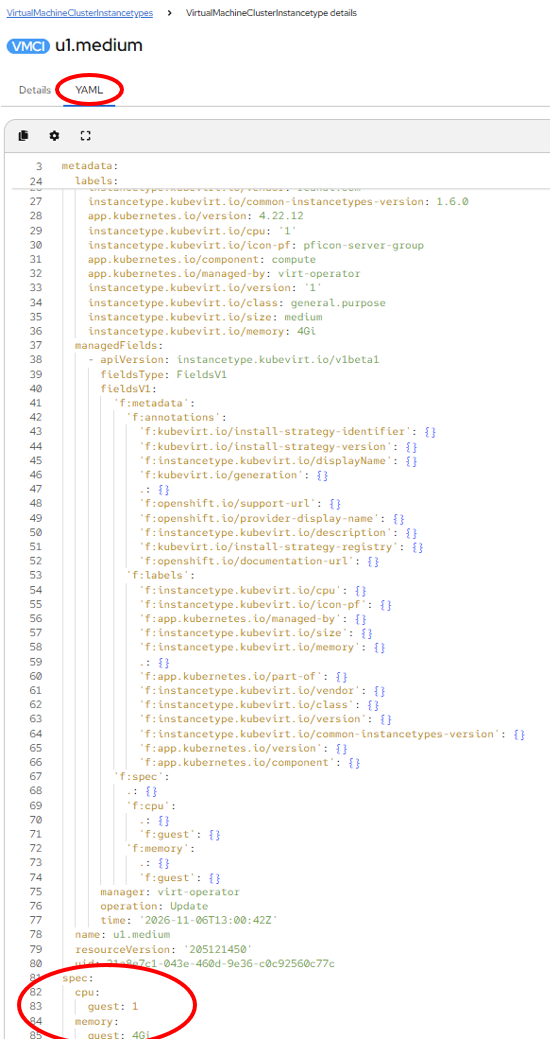 VirtualMachineClusterInstancetypes > VirtualMachineClusterInstancetype details
VMCI u1.medium
Details YAML
3 metadata:
24 labels:
27 instancetype.kubevirt.io/common-instancetypes-version: 1.6.0
28 app.kubernetes.io/version: 4.22.12
29 instancetype.kubevirt.io/cpu: '1'
30 instancetype.kubevirt.io/icon-pf: pficon-server-group
31 app.kubernetes.io/component: compute
32 app.kubernetes.io/managed-by: virt-operator
33 instancetype.kubevirt.io/version: '1'
34 instancetype.kubevirt.io/class: general.purpose
35 instancetype.kubevirt.io/size: medium
36 instancetype.kubevirt.io/memory: 4Gi
37 managedFields:
38 - apiVersion: instancetype.kubevirt.io/v1beta1
39 fieldsType: FieldsV1
40 fieldsV1:
41 'f:metadata':
42 'f:annotations':
43 'f:kubevirt.io/install-strategy-identifier': {}
44 'f:kubevirt.io/install-strategy-version': {}
45 'f:instancetype.kubevirt.io/displayName': {}
46 'f:kubevirt.io/generation': {}
47 .: {}
48 'f:openshift.io/support-url': {}
49 'f:openshift.io/provider-display-name': {}
50 'f:instancetype.kubevirt.io/description': {}
51 'f:kubevirt.io/install-strategy-registry': {}
52 'f:openshift.io/documentation-url': {}
53 'f:labels':
54 'f:instancetype.kubevirt.io/cpu': {}
55 'f:instancetype.kubevirt.io/icon-pf': {}
56 'f:app.kubernetes.io/managed-by': {}
57 'f:instancetype.kubevirt.io/size': {}
58 'f:instancetype.kubevirt.io/memory': {}
59 .: {}
60 'f:app.kubernetes.io/part-of': {}
61 'f:instancetype.kubevirt.io/vendor': {}
62 'f:instancetype.kubevirt.io/class': {}
63 'f:instancetype.kubevirt.io/version': {}
64 'f:instancetype.kubevirt.io/common-instancetypes-version': {}
65 'f:app.kubernetes.io/version': {}
66 'f:app.kubernetes.io/component': {}
67 'f:spec':
68 .: {}
69 'f:cpu':
70 .: {}
71 'f:guest': {}
72 'f:memory':
73 .: {}
74 'f:guest': {}
75 manager: virt-operator
76 operation: Update
77 time: '2026-11-06T13:00:42Z'
78 name: u1.medium
79 resourceVersion: '205121450'
80 uid:
81 spec:
82 cpu:
83 guest: 1
84 memory:
85 guest: 4Gi